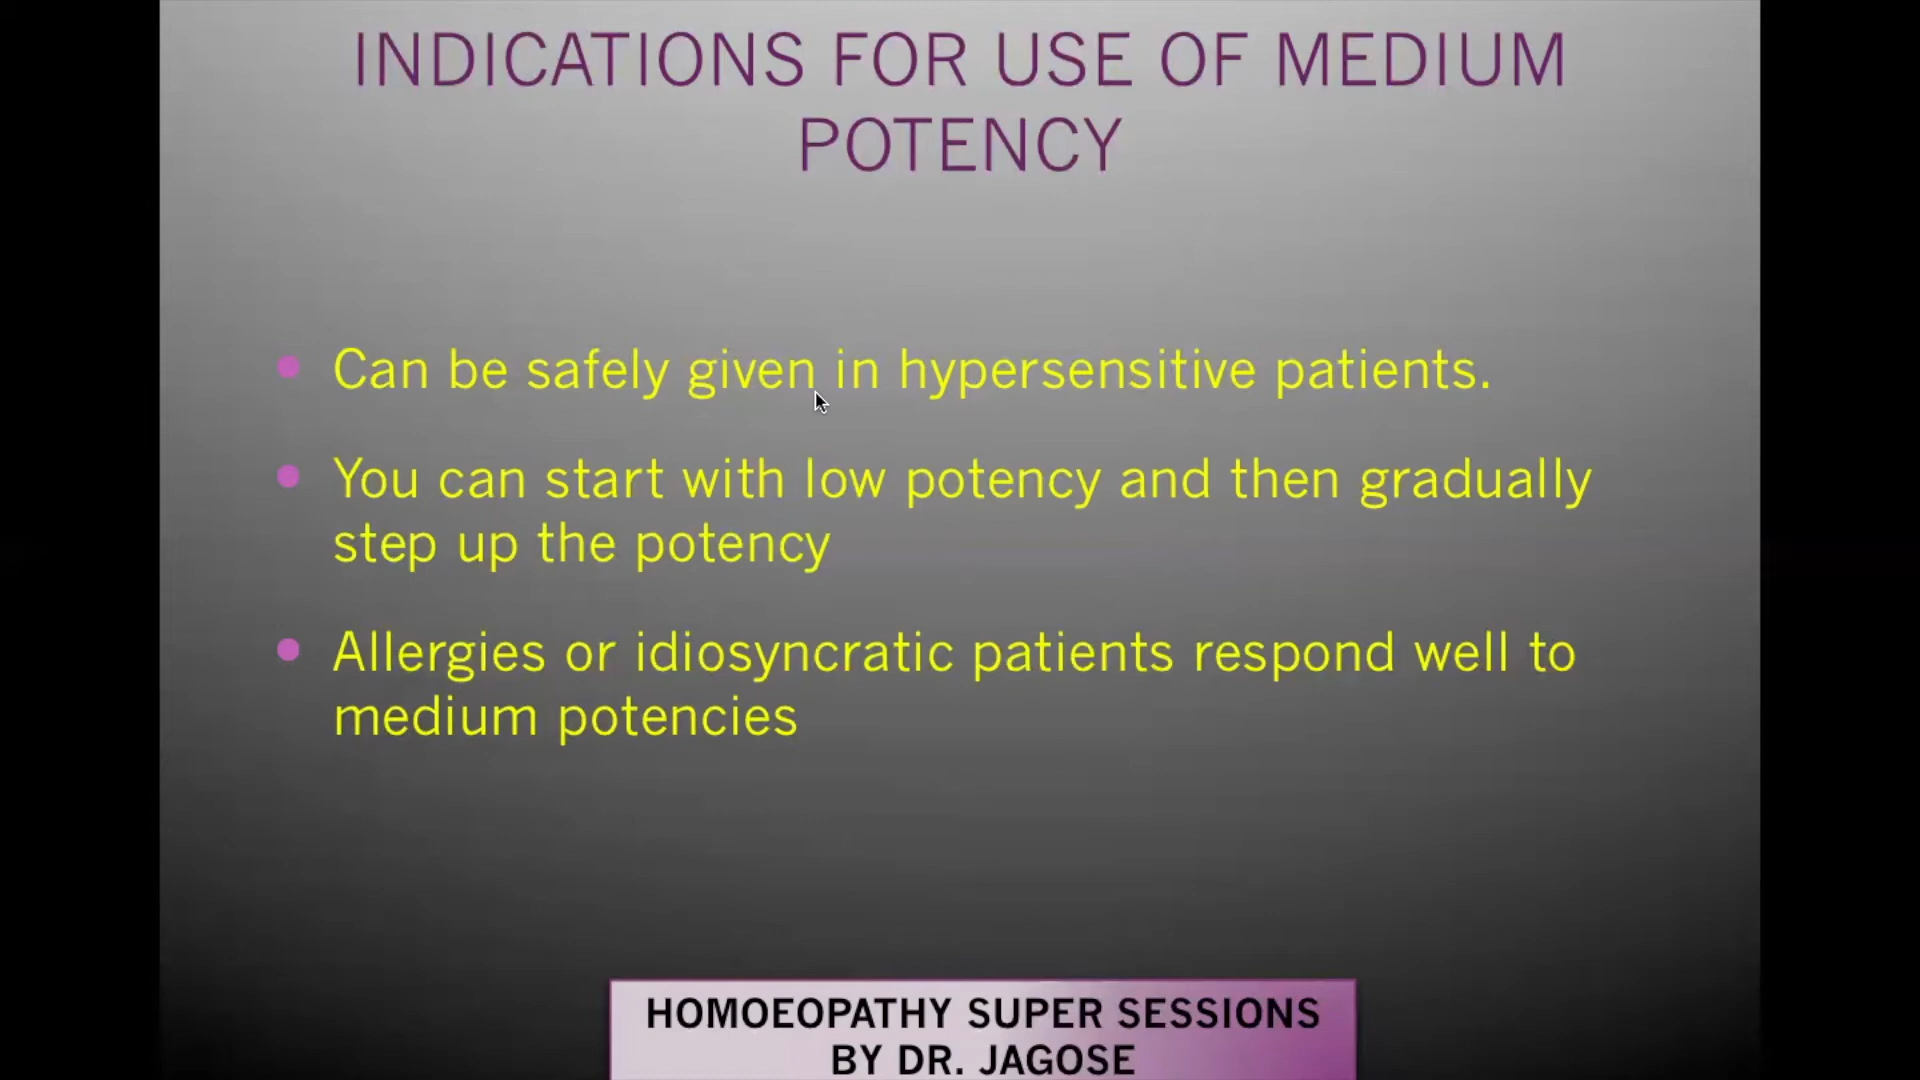 INDICATIONS FOR USE OF MEDIUM
POTENCY
• Can be safely given in hypersensitive patients.
• You can start with low potency and then gradually
step up the potency
• Allergies or idiosyncratic patients respond well to
medium potencies
HOMOEOPATHY SUPER SESSIONS
BY DR. JAGOSE